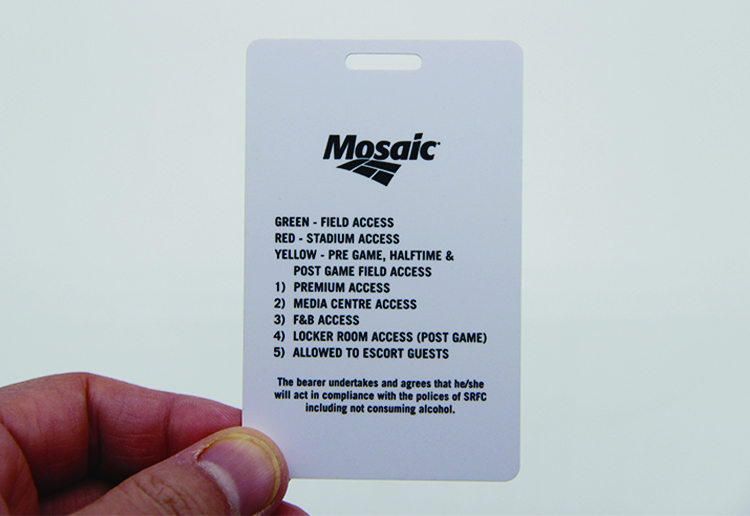 Mosaic
GREEN - FIELD ACCESS
RED - STADIUM ACCESS
YELLOW - PRE GAME, HALFTIME &
POST GAME FIELD ACCESS
1) PREMIUM ACCESS
2) MEDIA CENTRE ACCESS
3) F&B ACCESS
4) LOCKER ROOM ACCESS (POST GAME)
5) ALLOWED TO ESCORT GUESTS
The bearer undertakes and agrees that he/she
will act in compliance with the polices of SRFC
including not consuming alcohol.